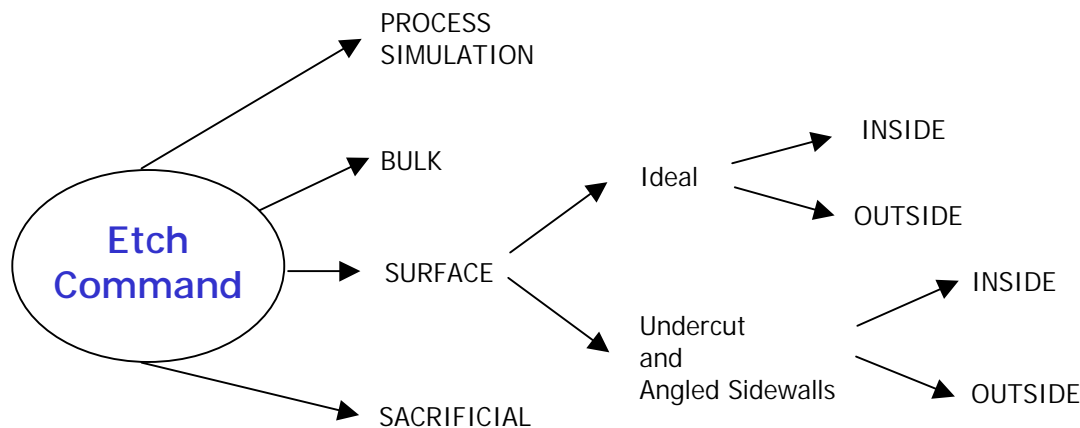 PROCESS
SIMULATION
BULK
Etch
Command
SURFACE
SACRIFICIAL
Ideal
INSIDE
OUTSIDE
Undercut
and
Angled Sidewalls
INSIDE
OUTSIDE